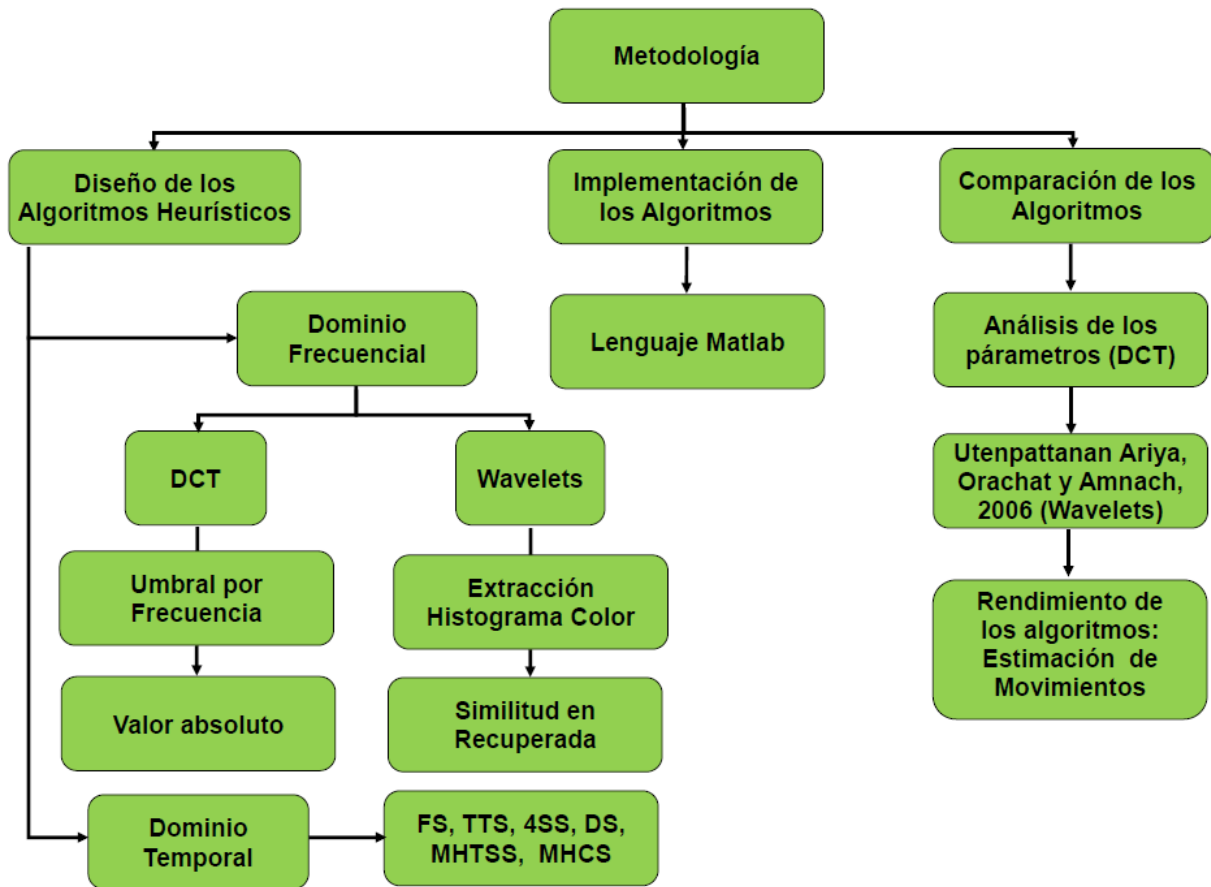 Metodología
Diseño de los
Algoritmos Heurísticos
Implementación de
los Algoritmos
Comparación de los
Algoritmos
Dominio
Frecuencial
Lenguaje Matlab
Análisis de los
párametros (DCT)
DCT
Wavelets
Utenpattanan Ariya,
Orachat y Amnach,
2006 (Wavelets)
Umbral por
Frecuencia
Extracción
Histograma Color
Rendimiento de
los algoritmos:
Estimación de
Movimientos
Valor absoluto
Similitud en
Recuperada
Dominio
Temporal
FS, TTS, 4SS, DS,
MHTSS, MHCS